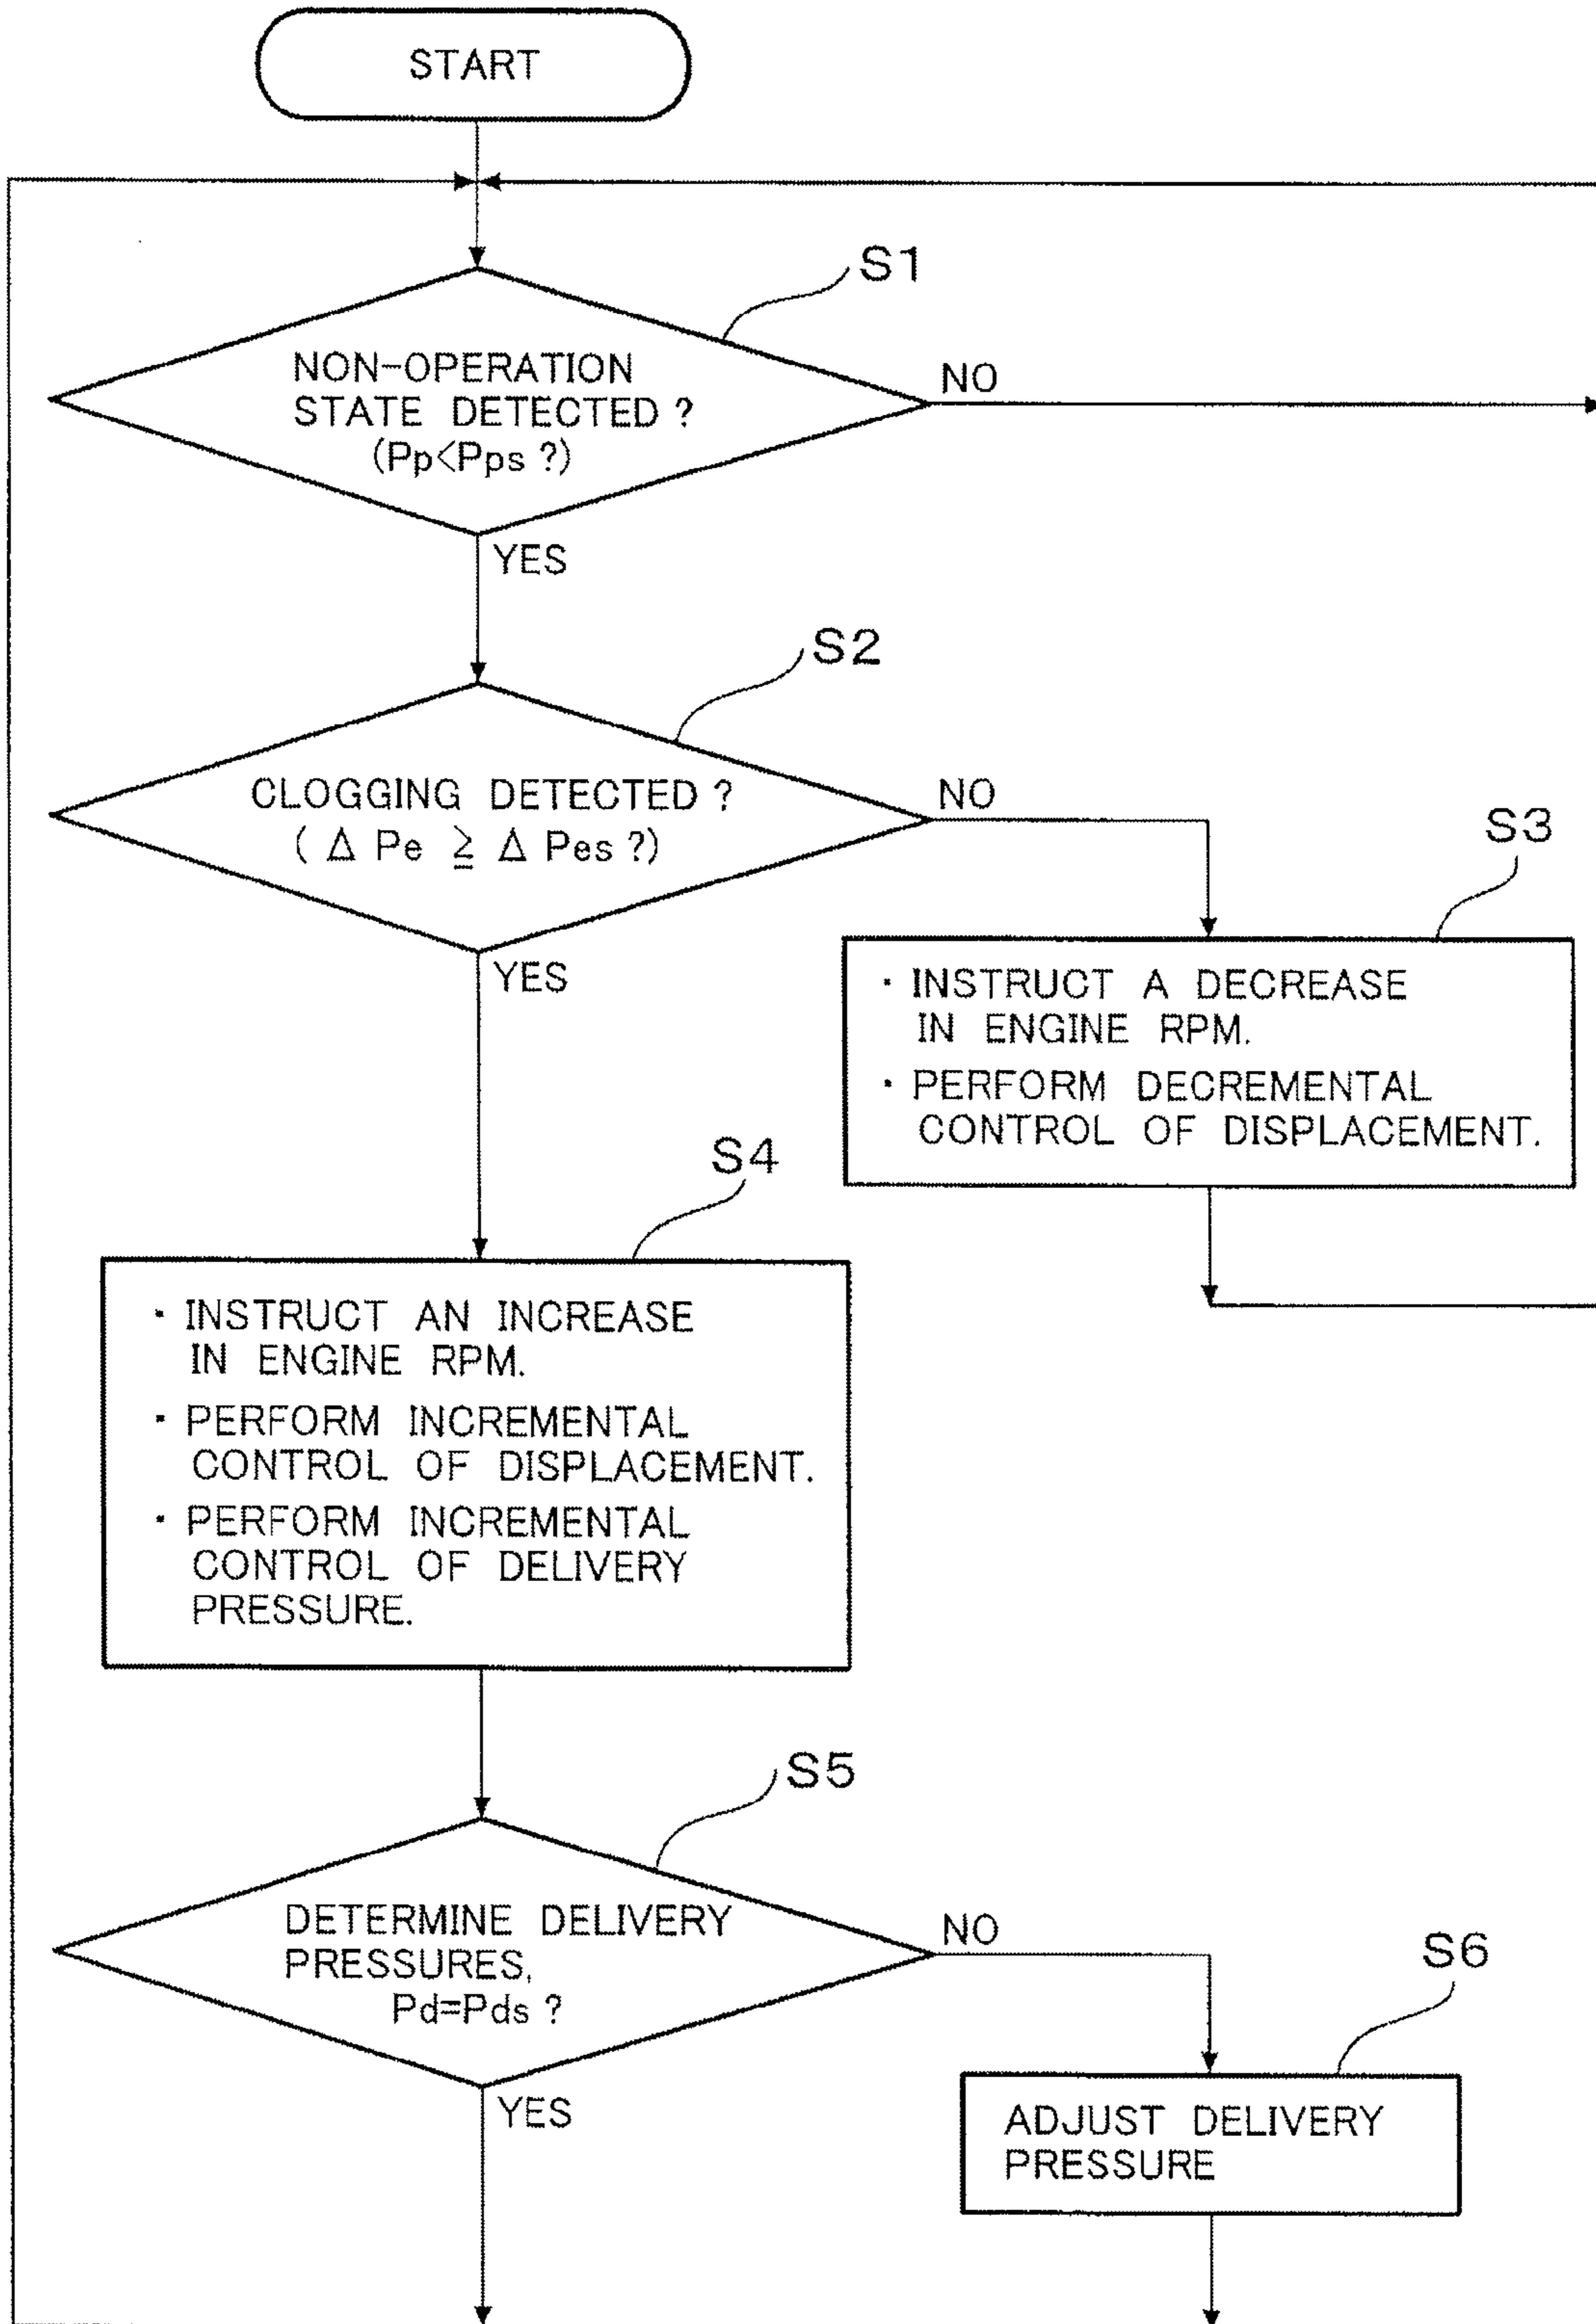 START
S1
NON-OPERATION
STATE DETECTED ?
(Pp<Pps ?)
NO
YES
S2
CLOGGING DETECTED ?
( Δ Pe ≧ Δ Pes ?)
NO
YES
S3
· INSTRUCT A DECREASE
IN ENGINE RPM.
· PERFORM DECREMENTAL
CONTROL OF DISPLACEMENT.
S4
· INSTRUCT AN INCREASE
IN ENGINE RPM.
· PERFORM INCREMENTAL
CONTROL OF DISPLACEMENT.
· PERFORM INCREMENTAL
CONTROL OF DELIVERY
PRESSURE.
S5
DETERMINE DELIVERY
PRESSURES,
Pd=Pds ?
NO
YES
S6
ADJUST DELIVERY
PRESSURE